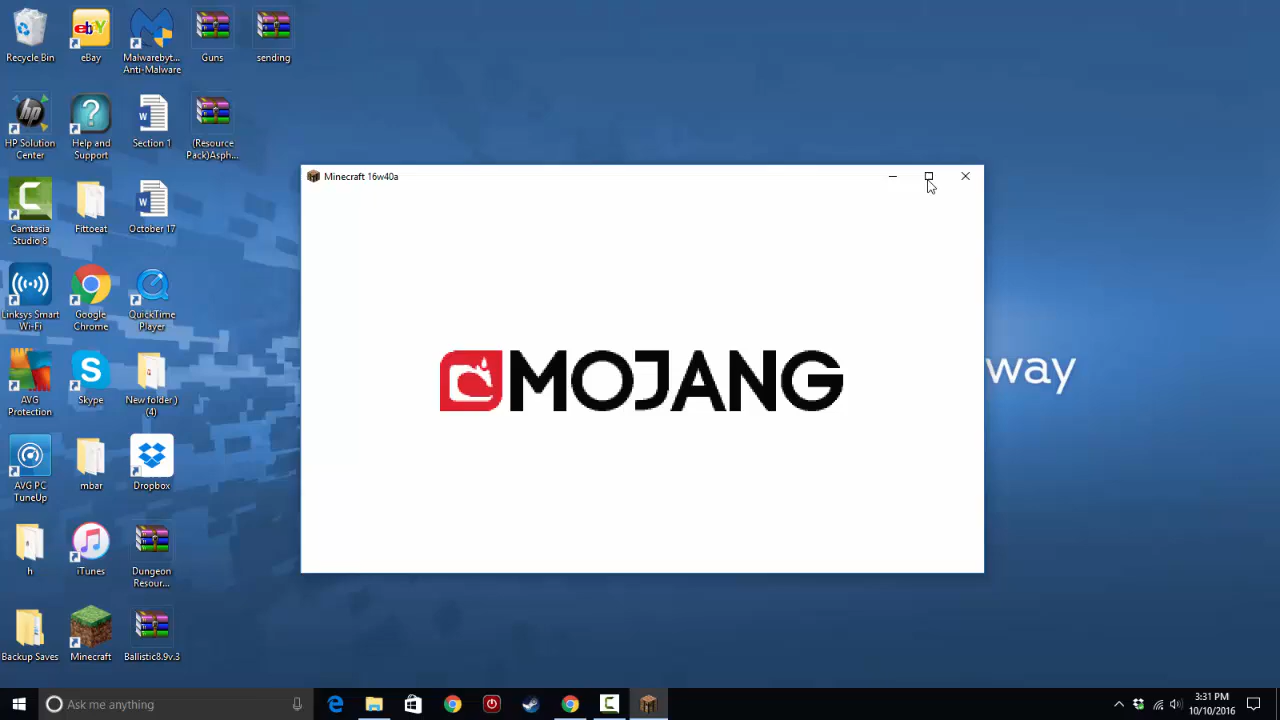 Recycle Bin
eBay
Malwarebyt...
Anti-Malware
Guns
sending
HP Solution
Center
Help and
Support
Section 1
(Resource
Pack)Asph...
Minecraft 16w40a
Camtasia
Studio 8
Fittoeat
October 17
Linksys Smart
Wi-Fi
Google
Chrome
QuickTime
Player
MOJANG
way
AVG
Protection
Skype
New folder )
(4)
AVG PC
TuneUp
mbar
Dropbox
h
iTunes
Dungeon
Resour...
Backup Saves
Minecraft
Ballistic8.9v.3
Ask me anything
3:31 PM
10/10/2016